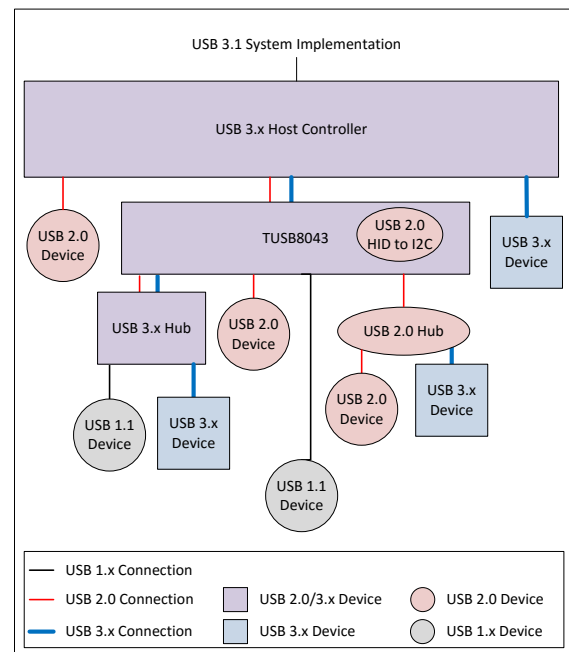 USB 3.1 System Implementation
USB 3.x Host Controller
USB 2.0
Device
TUSB8043
USB 2.0
HID to I2C
USB 3.x
Device
USB 3.x Hub
USB 2.0
Device
USB 2.0 Hub
USB 1.1
Device
USB 3.x
Device
USB 2.0
Device
USB 3.x
Device
USB 1.1
Device
USB 1.x Connection
USB 2.0 Connection
USB 2.0/3.x Device
USB 2.0 Device
USB 3.x Connection
USB 3.x Device
USB 1.x Device